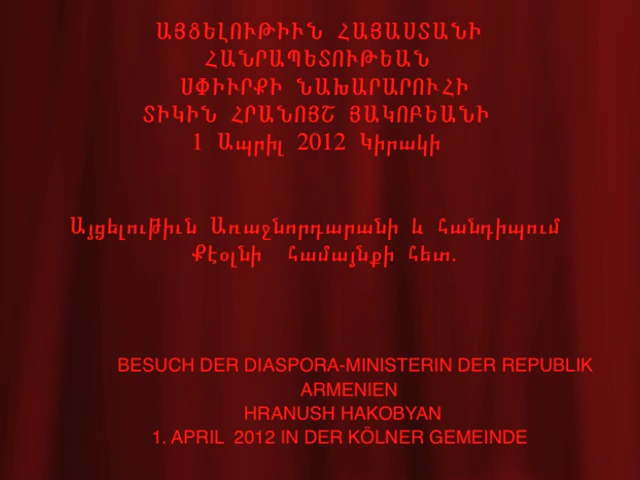 ԱՅՑԵԼՈՒԹԻՒՆ ՀԱՅԱՍՏԱՆԻ
ՀԱՆՐԱՊԵՏՈՒԹԵԱՆ
ՍՓԻՒՐՔԻ ՆԱԽԱՐԱՐՈՒՀԻ
ՏԻԿԻՆ ՀՐԱՆՈՅՇ ՅԱԿՈԲԵԱՆԻ
1 Ապրիլ 2012 Կիրակի
Այցելութիւն Առաջնորդարանի և հանդիպում
Քէօլնի համայնքի հետ.
BESUCH DER DIASPORA-MINISTERIN DER REPUBLIK
ARMENIEN
HRANUSH HAKOBYAN
1. APRIL 2012 IN DER KÖLNER GEMEINDE